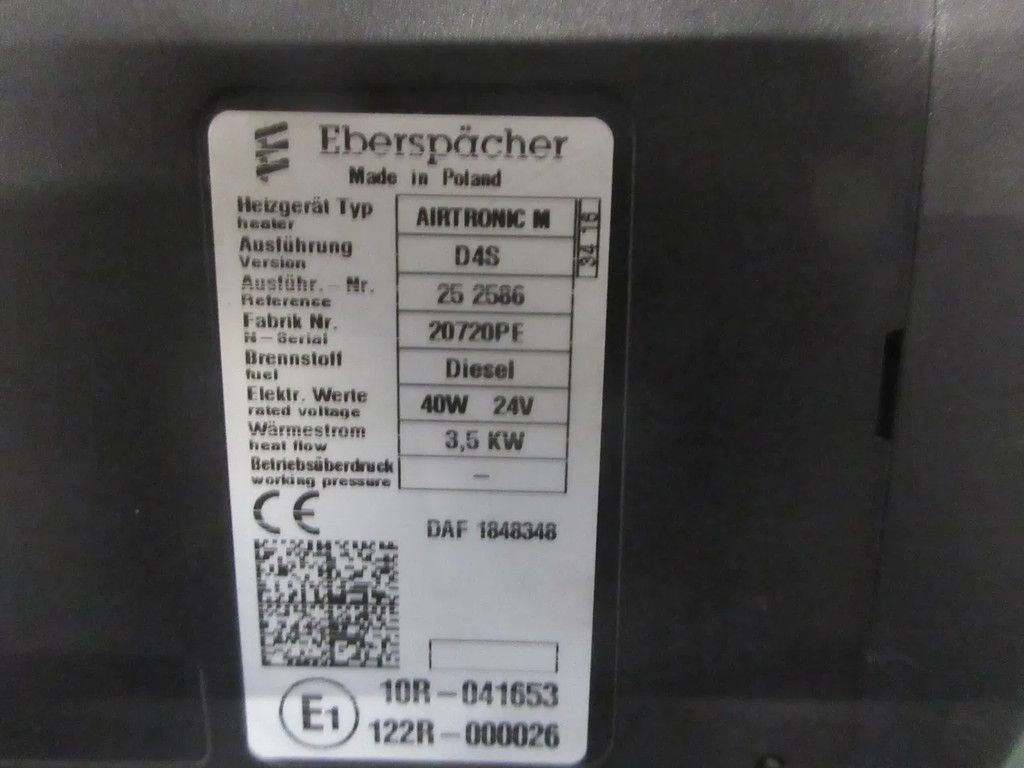 Eberspächer
Made in Poland
Heizgerät Typ
heater
AIRTRONIC M
34 16
Ausführung
Version
D4S
Ausführ. - Nr.
Reference
25 2586
Fabrik Nr.
N - Serial
20720PE
Brennstoff
fuel
Diesel
Elektr. Werte
rated voltage
40W 24V
Wärmestrom
heat flow
3,5 KW
Betriebsüberdruck
working pressure
-
CE
DAF 1848348
E1
10R - 041653
122R - 000026